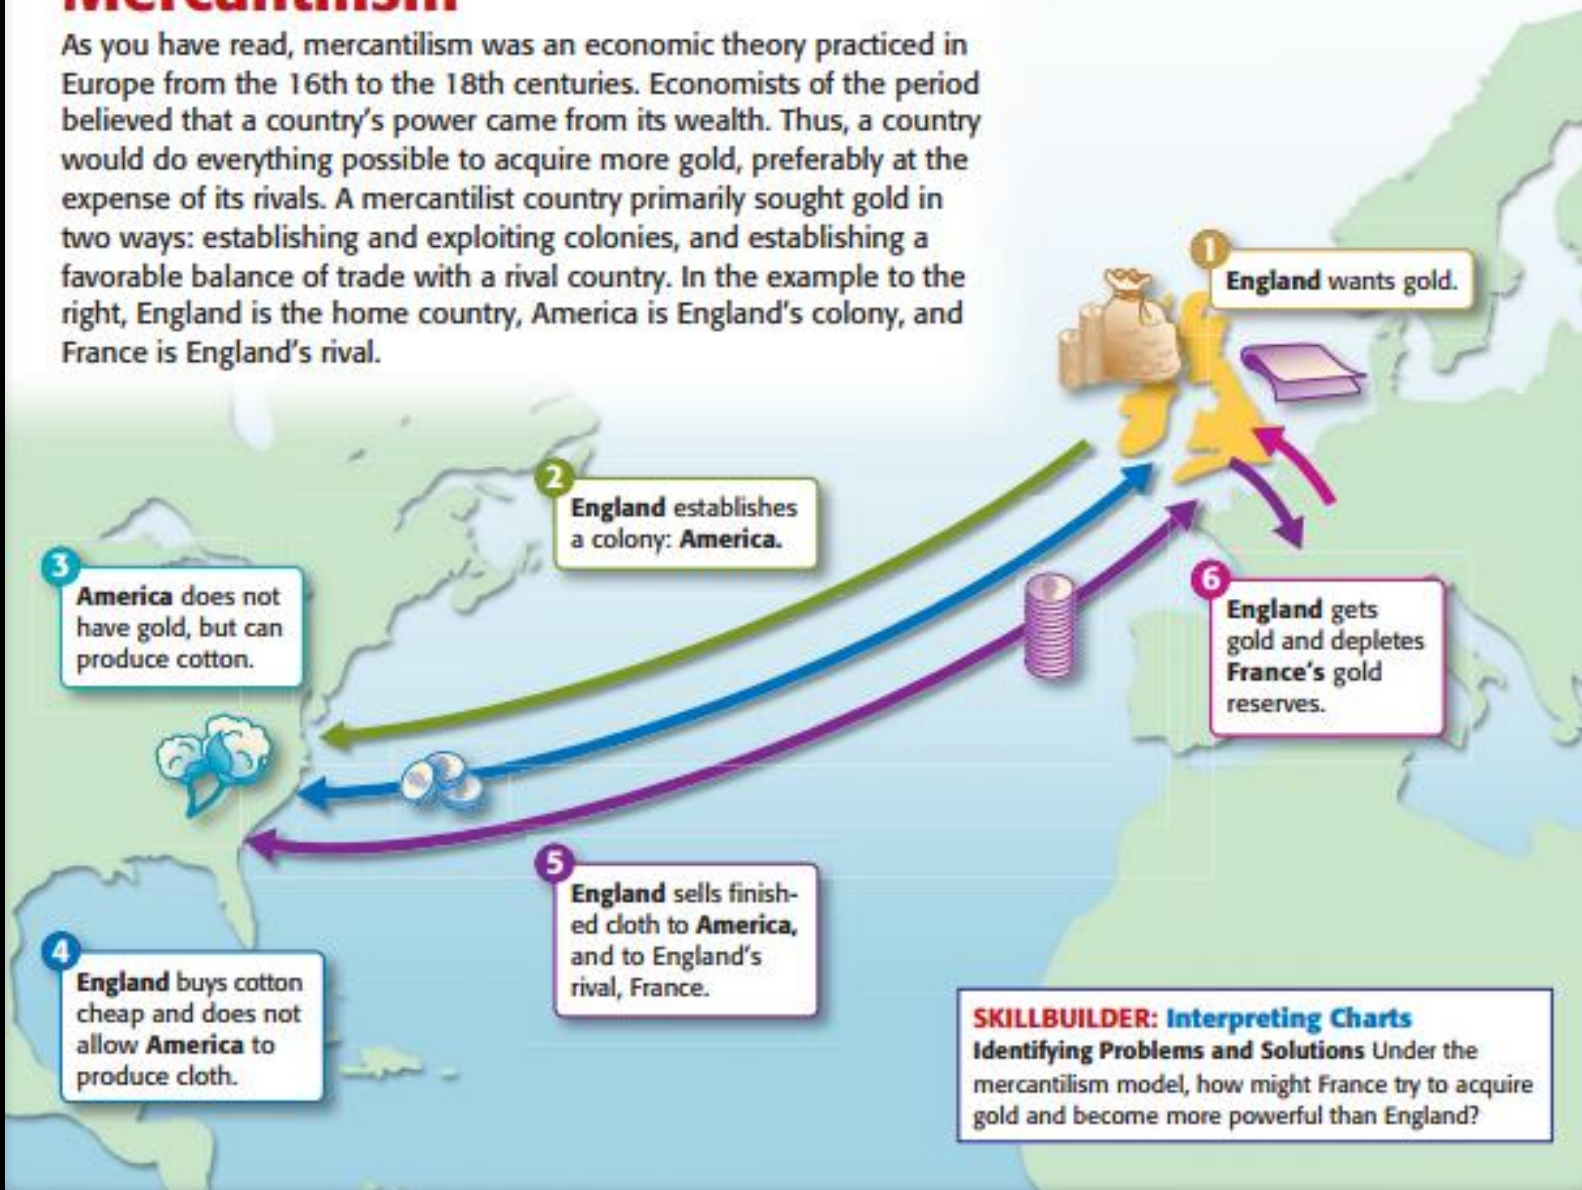 Mercantilism
As you have read, mercantilism was an economic theory practiced in
Europe from the 16th to the 18th centuries. Economists of the period
believed that a country's power came from its wealth. Thus, a country
would do everything possible to acquire more gold, preferably at the
expense of its rivals. A mercantilist country primarily sought gold in
two ways: establishing and exploiting colonies, and establishing a
favorable balance of trade with a rival country. In the example to the
right, England is the home country, America is England's colony, and
France is England's rival.
1
England wants gold.
2
England establishes
a colony: America.
3
America does not
have gold, but can
produce cotton.
4
England buys cotton
cheap and does not
allow America to
produce cloth.
5
England sells finish-
ed cloth to America,
and to England's
rival, France.
6
England gets
gold and depletes
France's gold
reserves.
SKILLBUILDER: Interpreting Charts
Identifying Problems and Solutions Under the
mercantilism model, how might France try to acquire
gold and become more powerful than England?